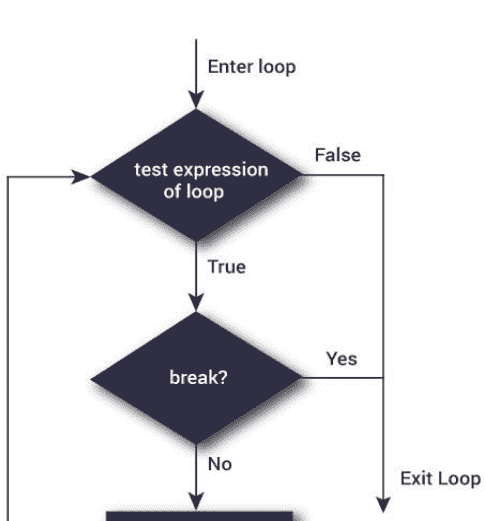 Enter loop
test expression
of loop
False
True
break?
Yes
No
Exit Loop